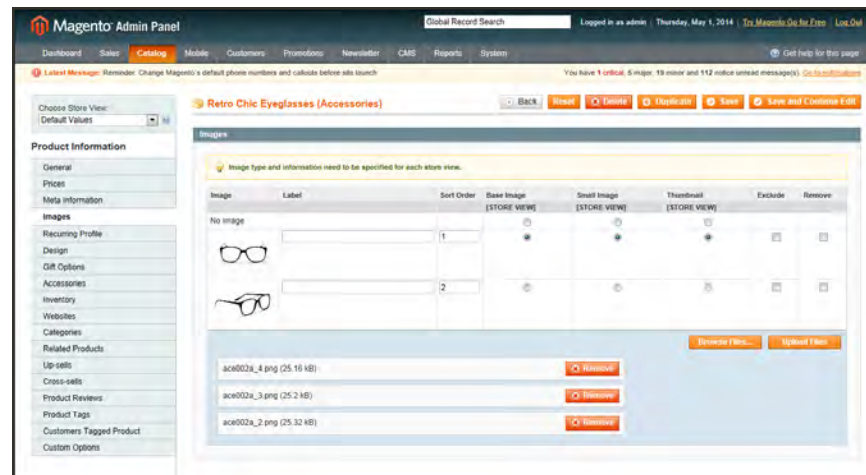 Magento Admin Panel
Global Record Search
Logged in as admin | Thursday, May 1, 2014 | Try Magento Go for Free | Log Out
Dashboard Sales Catalog Mobile Customers Promotions Newsletter CMS Reports System
Get help for this page
Latest Message: Reminder: Change Magento's default phone numbers and callouts before site launch
You have 1 critical, 5 major, 19 minor and 112 notice unread message(s). Go to notifications
Choose Store View:
Default Values
Product Information
General
Prices
Meta Information
Images
Recurring Profile
Design
Gift Options
Accessories
Inventory
Websites
Categories
Related Products
Up-sells
Cross-sells
Product Reviews
Product Tags
Customers Tagged Product
Custom Options
Retro Chic Eyeglasses (Accessories)
Back Reset Delete Duplicate Save Save and Continue Edit
Images
Image type and information need to be specified for each store view.
Image Label Sort Order Base Image Small Image Thumbnail Exclude Remove
[STORE VIEW] [STORE VIEW] [STORE VIEW]
No image
1
2
Browse Files... Upload Files
ace002a_4.png (25.16 kB) Remove
ace002a_3.png (25.2 kB) Remove
ace002a_2.png (25.32 kB) Remove